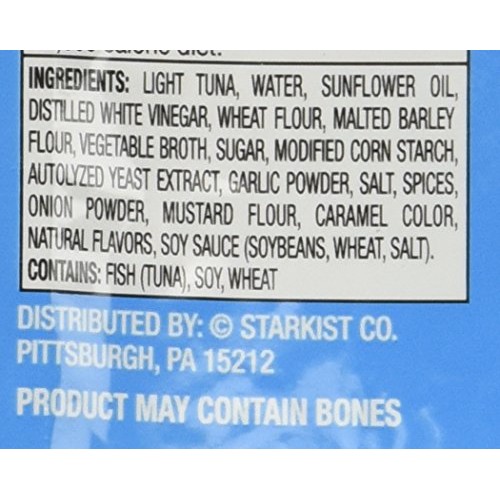 calorie diet.
INGREDIENTS: LIGHT TUNA, WATER, SUNFLOWER OIL,
DISTILLED WHITE VINEGAR, WHEAT FLOUR, MALTED BARLEY
FLOUR, VEGETABLE BROTH, SUGAR, MODIFIED CORN STARCH,
AUTOLYZED YEAST EXTRACT, GARLIC POWDER, SALT, SPICES,
ONION POWDER, MUSTARD FLOUR, CARAMEL COLOR,
NATURAL FLAVORS, SOY SAUCE (SOYBEANS, WHEAT, SALT).
CONTAINS: FISH (TUNA), SOY, WHEAT
DISTRIBUTED BY: © STARKIST CO.
PITTSBURGH, PA 15212
PRODUCT MAY CONTAIN BONES